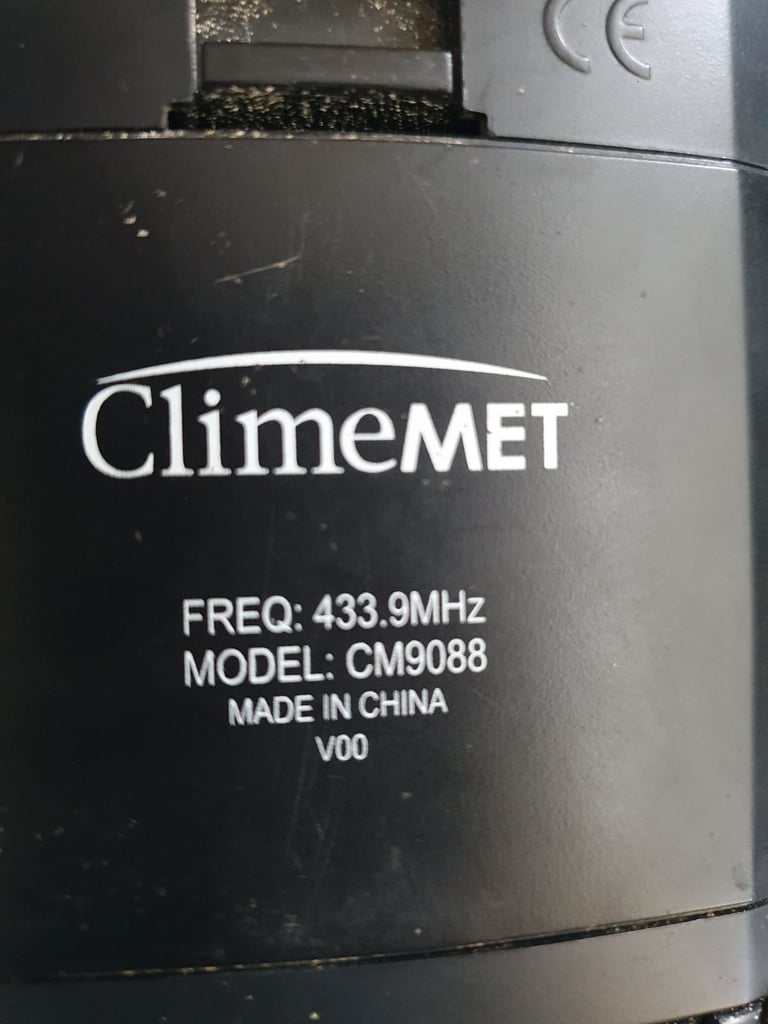 CE
ClimeMET
FREQ: 433.9MHz
MODEL: CM9088
MADE IN CHINA
V00